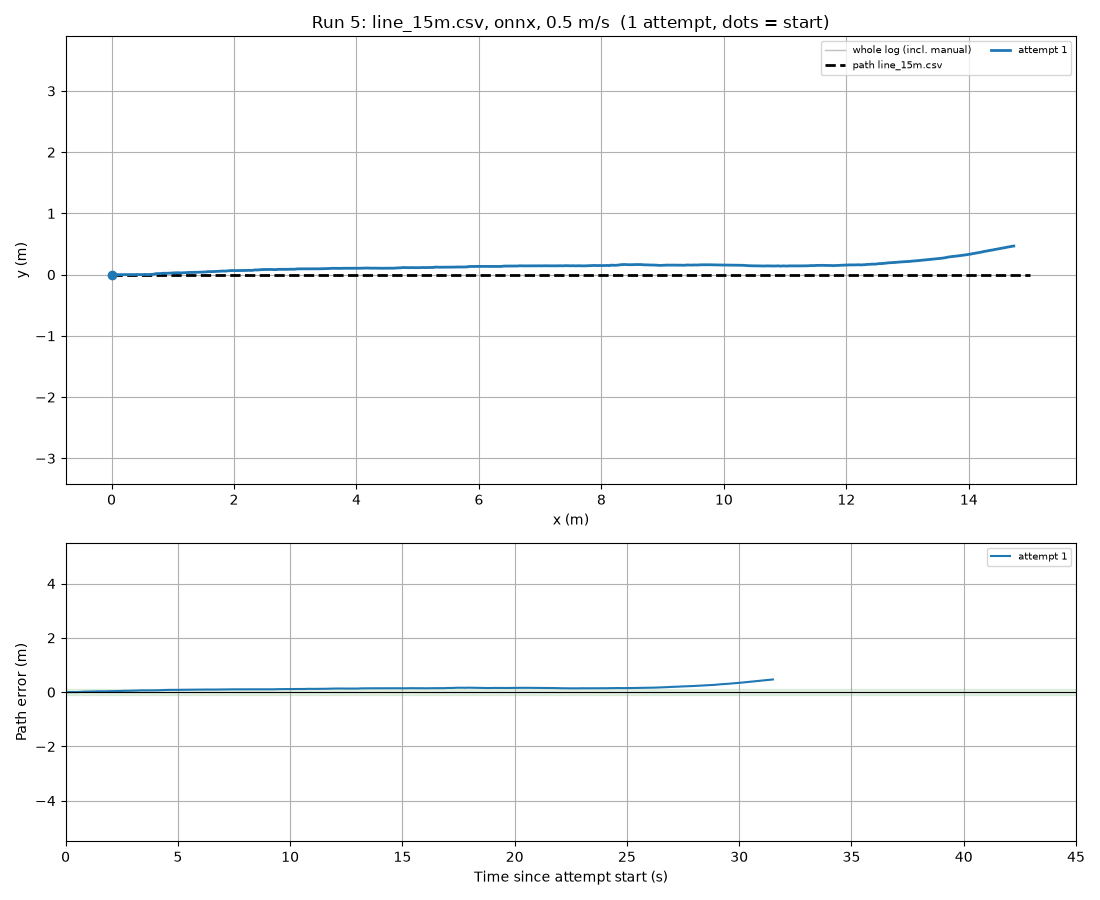 Run 5: line_15m.csv, onnx, 0.5 m/s  (1 attempt, dots = start)
whole log (incl. manual)
path line_15m.csv
attempt 1
y (m)
3
2
1
0
−1
−2
−3
0 2 4 6 8 10 12 14
x (m)
attempt 1
Path error (m)
4
2
0
−2
−4
0 5 10 15 20 25 30 35 40 45
Time since attempt start (s)